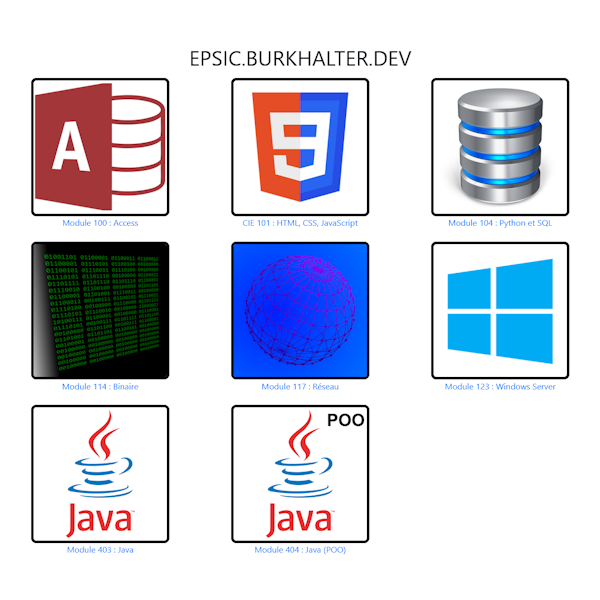 EPSIC.BURKHALTER.DEV
A
Module 100 : Access
CIE 101 : HTML, CSS, JavaScript
Module 104 : Python et SQL
Module 114 : Binaire
Module 117 : Réseau
Module 123 : Windows Server
Java
POO
Java
Module 403 : Java
Module 404 : Java (POO)